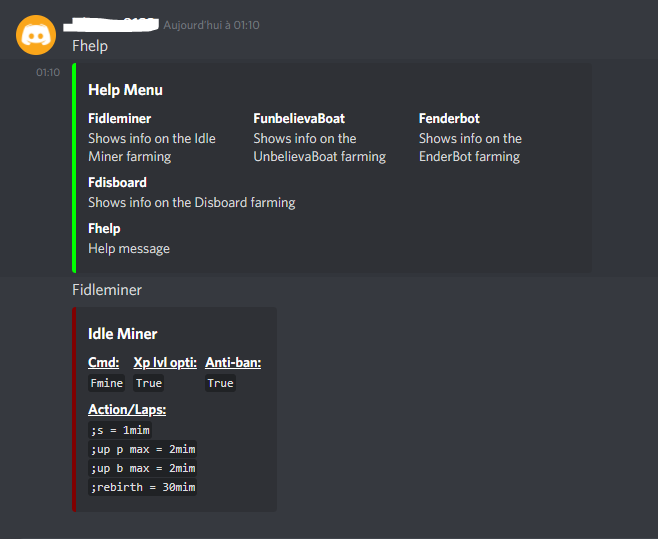 Aujourd'hui à 01:10
Fhelp
01:10
Help Menu
Fidleminer FunbelievaBoat Fenderbot
Shows info on the Idle Shows info on the Shows info on the
Miner farming UnbelievaBoat farming EnderBot farming
Fdisboard
Shows info on the Disboard farming
Fhelp
Help message
Fidleminer
Idle Miner
Cmd: Xp lvl opti: Anti-ban:
Fmine True True
Action/Laps:
;s = 1mim
;up p max = 2mim
;up b max = 2mim
;rebirth = 30mim